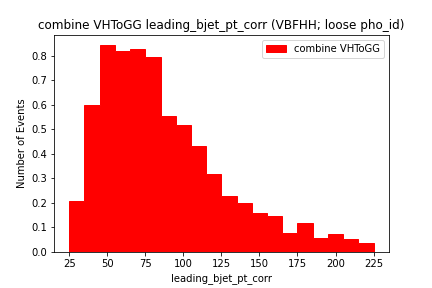 combine VHToGG leading_bjet_pt_corr (VBFHH; loose pho_id)
combine VHToGG
Number of Events
0.8
0.7
0.6
0.5
0.4
0.3
0.2
0.1
0.0
25 50 75 100 125 150 175 200 225
leading_bjet_pt_corr